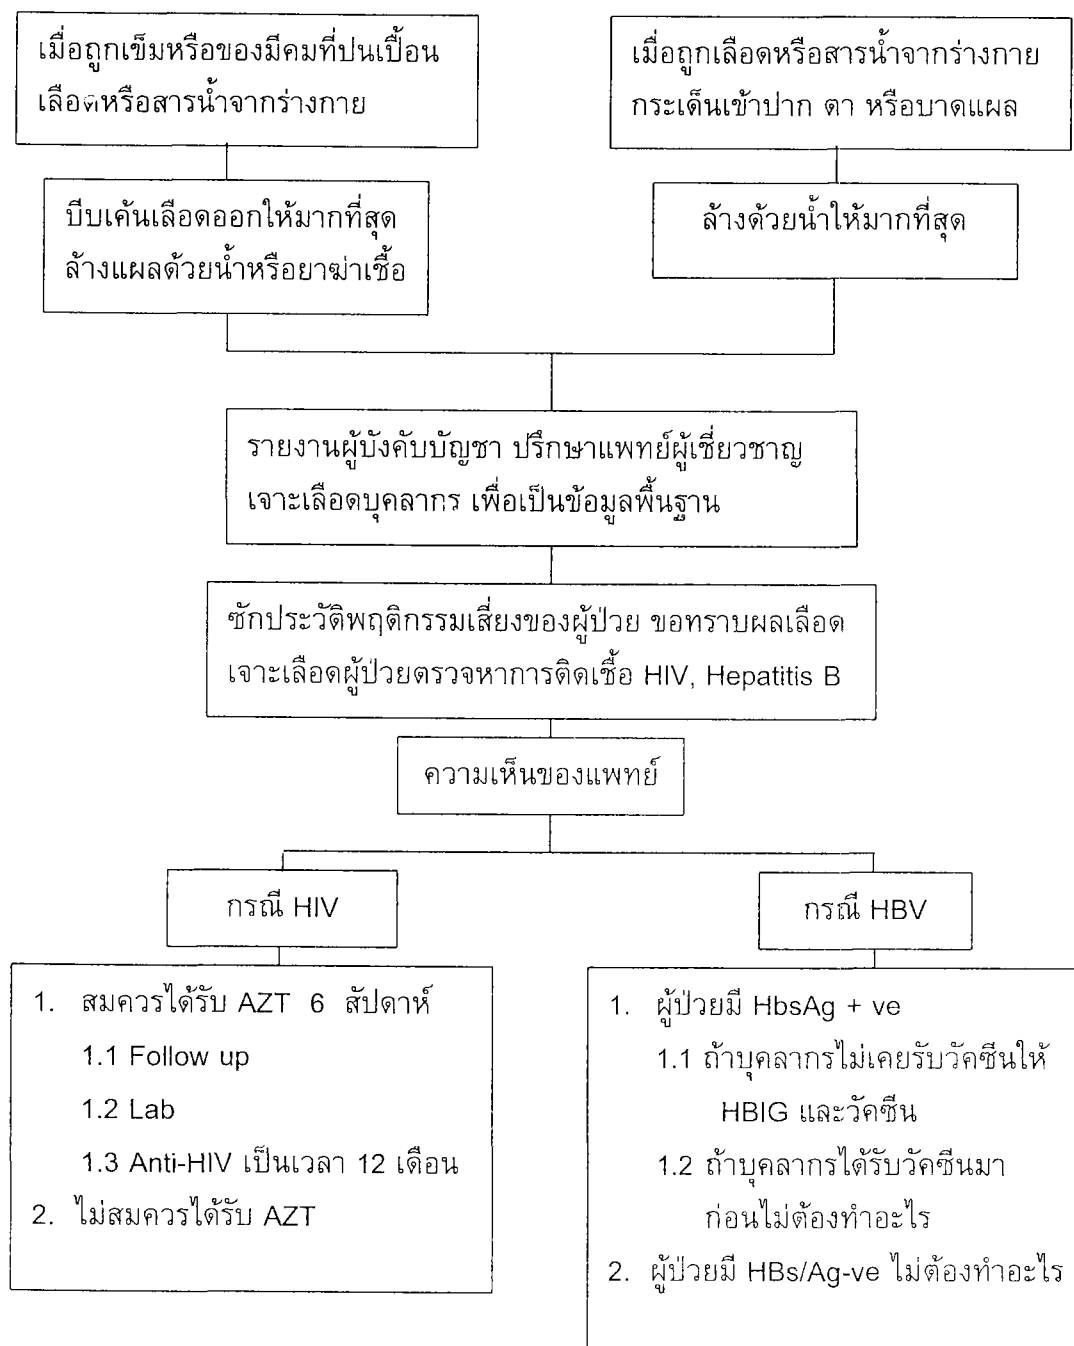 เมื่อถูกเข็มหรือของมีคมที่ปนเปื้อน
เลือดหรือสารน้ำจากร่างกาย
เมื่อถูกเลือดหรือสารน้ำจากร่างกาย
กระเด็นเข้าปาก ตา หรือบาดแผล
บีบเค้นเลือดออกให้มากที่สุด
ล้างแผลด้วยน้ำหรือยาฆ่าเชื้อ
ล้างด้วยน้ำให้มากที่สุด
รายงานผู้บังคับบัญชา ปรึกษาแพทย์ผู้เชี่ยวชาญ
เจาะเลือดบุคลากร เพื่อเป็นข้อมูลพื้นฐาน
ซักประวัติพฤติกรรมเสี่ยงของผู้ป่วย ขอทราบผลเลือด
เจาะเลือดผู้ป่วยตรวจหาการติดเชื้อ HIV, Hepatitis B
ความเห็นของแพทย์
กรณี HIV
1. สมควรได้รับ AZT 6 สัปดาห์
1.1 Follow up
1.2 Lab
1.3 Anti-HIV เป็นเวลา 12 เดือน
2. ไม่สมควรได้รับ AZT
กรณี HBV
1. ผู้ป่วยมี HbsAg + ve
1.1 ถ้าบุคลากรไม่เคยรับวัคซีนให้
HBIG และวัคซีน
1.2 ถ้าบุคลากรได้รับวัคซีนมา
ก่อนไม่ต้องทำอะไร
2. ผู้ป่วยมี HBs/Ag-ve ไม่ต้องทำอะไร